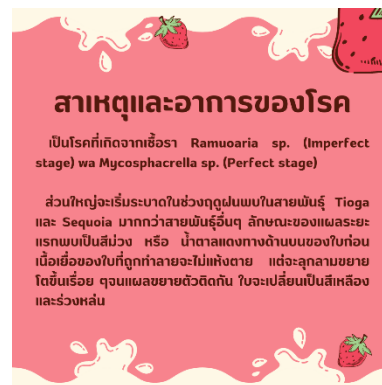 สาเหตุและอาการของโรค
เป็นโรคที่เกิดจากเชื้อรา Ramuoaria sp. (Imperfect
stage) wa Mycosphacrella sp. (Perfect stage)
ส่วนใหญ่จะเริ่มระบาดในช่วงฤดูฝนพบในสายพันธุ์ Tioga
และ Sequoia มากกว่าสายพันธุ์อื่นๆ ลักษณะของแผลระยะ
แรกพบเป็นสีม่วง หรือ น้ำตาลแดงทางด้านบนของใบก่อน
เนื้อเยื่อของใบที่ถูกทำลายจะไม่แห้งตาย แต่จะลุกลามขยาย
โตขึ้นเรื่อย ๆจนแผลขยายตัวติดกัน ใบจะเปลี่ยนเป็นสีเหลือง
และร่วงหล่น